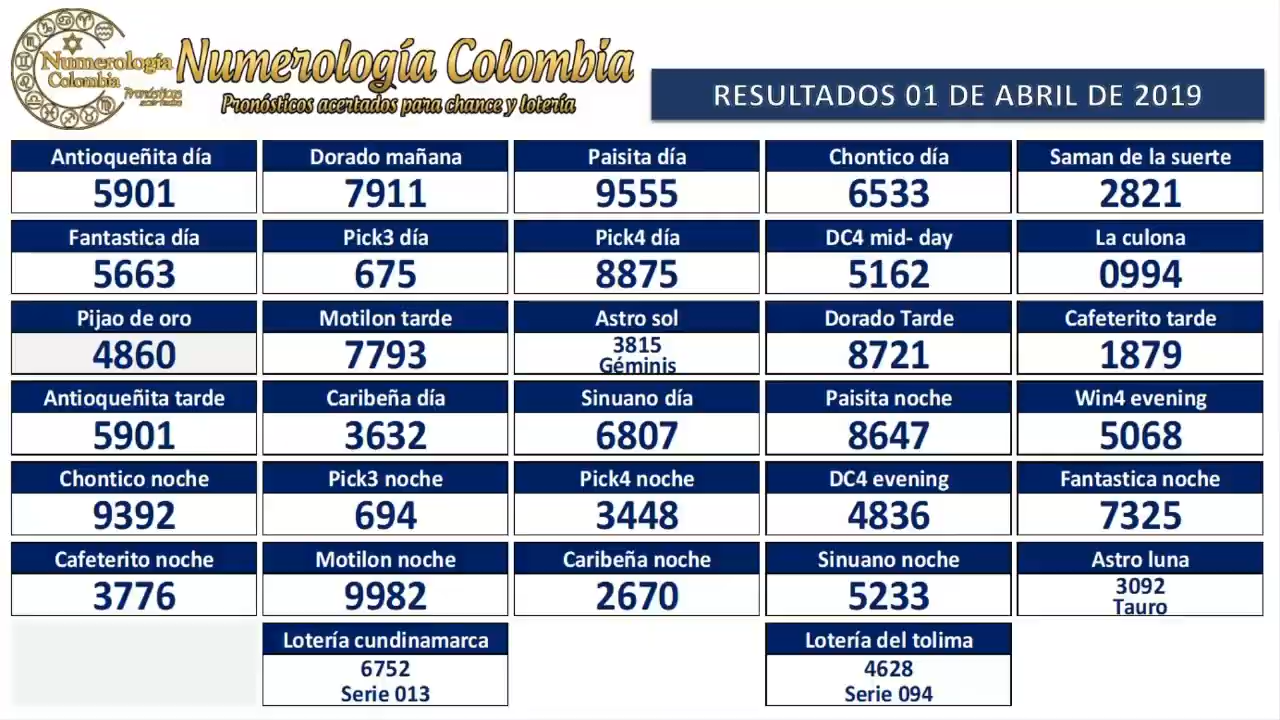 Numerología
Colombia
Pronósticos
Numerología Colombia
Pronósticos acertados para chance y lotería
RESULTADOS 01 DE ABRIL DE 2019
Antioqueñita día Dorado mañana Paisita día Chontico día Saman de la suerte
5901 7911 9555 6533 2821
Fantastica día Pick3 día Pick4 día DC4 mid- day La culona
5663 675 8875 5162 0994
Pijao de oro Motilon tarde Astro sol Dorado Tarde Cafeterito tarde
4860 7793 3815 8721 1879
Géminis
Antioqueñita tarde Caribeña día Sinuano día Paisita noche Win4 evening
5901 3632 6807 8647 5068
Chontico noche Pick3 noche Pick4 noche DC4 evening Fantastica noche
9392 694 3448 4836 7325
Cafeterito noche Motilon noche Caribeña noche Sinuano noche Astro luna
3776 9982 2670 5233 3092
Tauro
Lotería cundinamarca Lotería del tolima
6752 4628
Serie 013 Serie 094